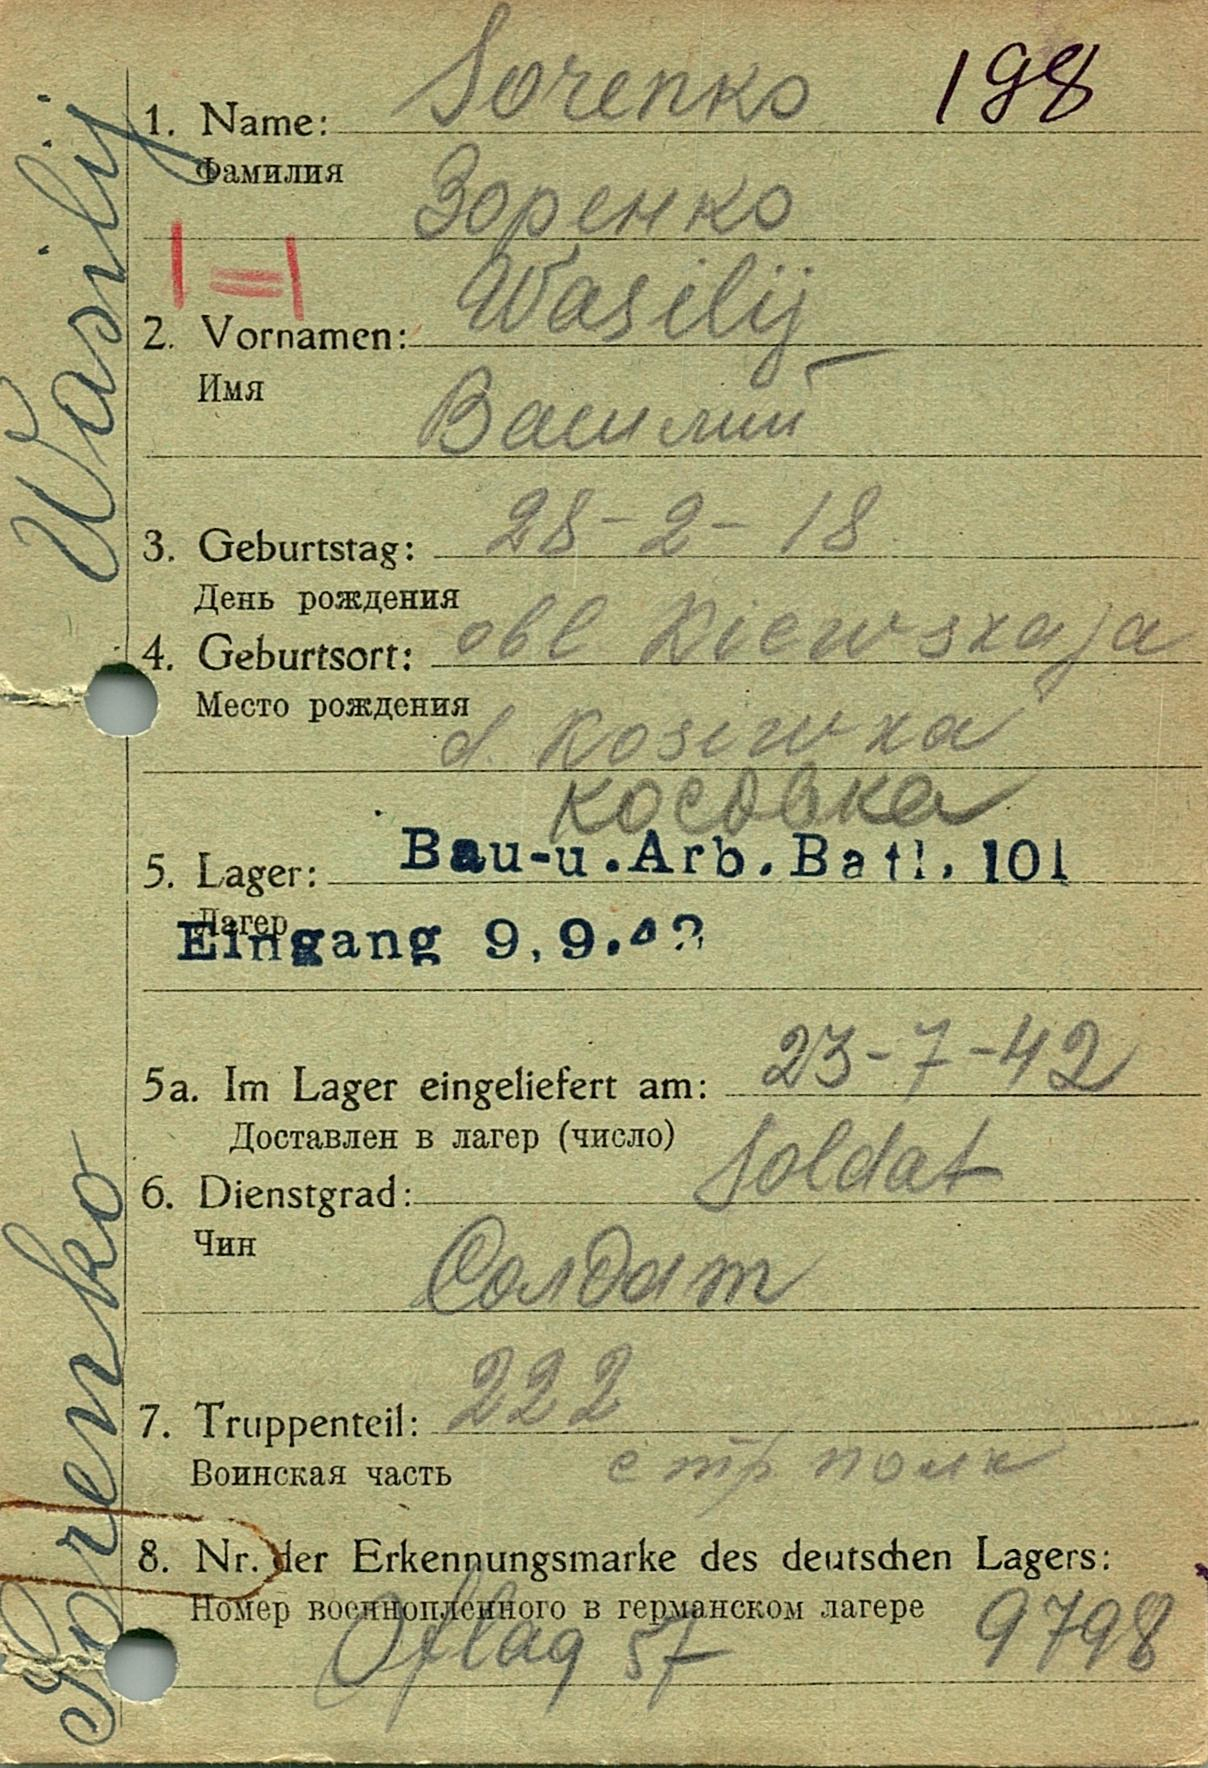 Sorenko 198
1. Name:
Фамилия
Зоренко
Wasilij
2. Vornamen:
Имя
Василий
3. Geburtstag: 28-2-18
День рождения
4. Geburtsort: obl Kiewskaja
Место рождения
d. Kosiwka
Косовка
5. Lager: Bau-u.Arb.Batl. 101
Лагер
Eingang 9.9.42
5a. Im Lager eingeliefert am: 23-7-42
Доставлен в лагер (число)
6. Dienstgrad: Soldat
Чин
Солдат
7. Truppenteil: 222
Воинская часть стр полк
8. Nr. der Erkennungsmarke des deutschen Lagers:
Номер военнопленного в германском лагере
Oflag 57 9798
Sorenko Wasilij